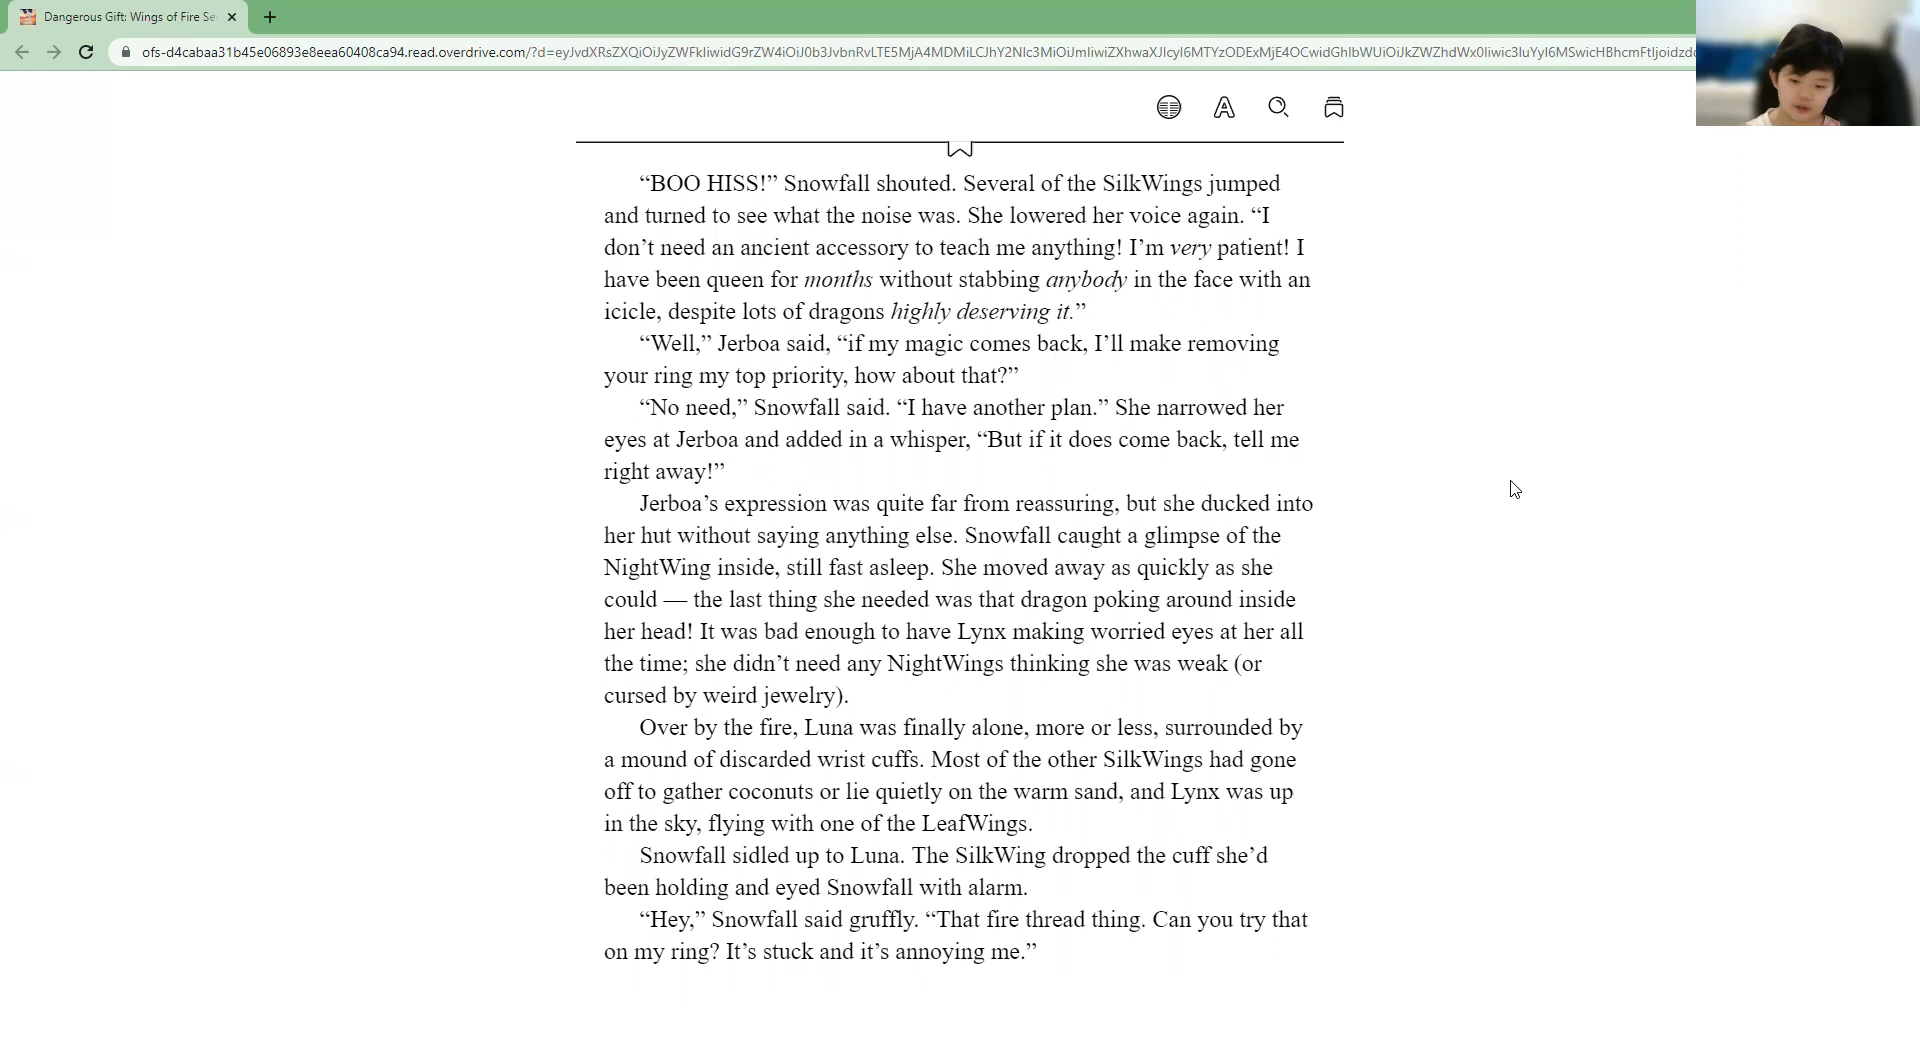 Dangerous Gift: Wings of Fire Se
ofs-d4cabaa31b45e06893e8eea60408ca94.read.overdrive.com
“BOO HISS!” Snowfall shouted. Several of the SilkWings jumped
and turned to see what the noise was. She lowered her voice again. “I
don’t need an ancient accessory to teach me anything! I’m very patient! I
have been queen for months without stabbing anybody in the face with an
icicle, despite lots of dragons highly deserving it.”
“Well,” Jerboa said, “if my magic comes back, I’ll make removing
your ring my top priority, how about that?”
“No need,” Snowfall said. “I have another plan.” She narrowed her
eyes at Jerboa and added in a whisper, “But if it does come back, tell me
right away!”
Jerboa’s expression was quite far from reassuring, but she ducked into
her hut without saying anything else. Snowfall caught a glimpse of the
NightWing inside, still fast asleep. She moved away as quickly as she
could — the last thing she needed was that dragon poking around inside
her head! It was bad enough to have Lynx making worried eyes at her all
the time; she didn’t need any NightWings thinking she was weak (or
cursed by weird jewelry).
Over by the fire, Luna was finally alone, more or less, surrounded by
a mound of discarded wrist cuffs. Most of the other SilkWings had gone
off to gather coconuts or lie quietly on the warm sand, and Lynx was up
in the sky, flying with one of the LeafWings.
Snowfall sidled up to Luna. The SilkWing dropped the cuff she’d
been holding and eyed Snowfall with alarm.
“Hey,” Snowfall said gruffly. “That fire thread thing. Can you try that
on my ring? It’s stuck and it’s annoying me.”